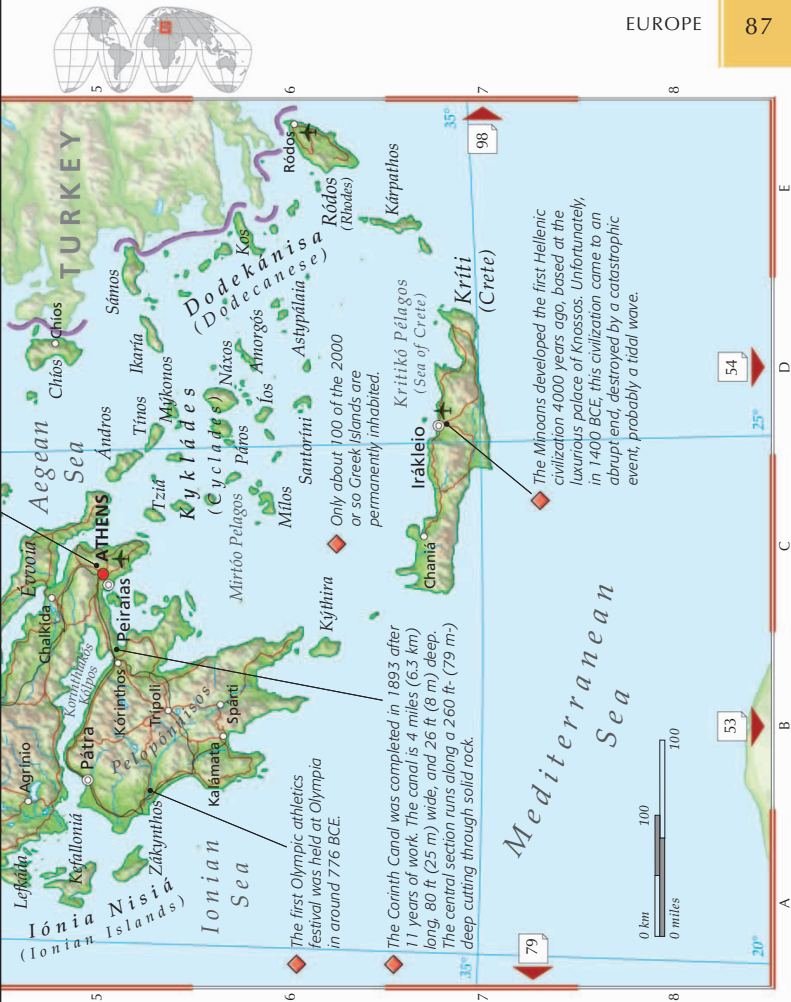 EUROPE
87
5
6
7
8
TURKEY
Aegean
Sea
Évvoia
Chalkída
ATHENS
Peiraías
Korinthiakós
Kólpos
Kórinthos
Pátra
Agrínio
Lefkáda
Kefalloniá
Zákynthos
Iónia Nisiá
(Ionian Islands)
Ionian
Sea
Pelopónnisos
Trípoli
Spárti
Kalámata
Kýthira
Mirtóo Pelagos
Chíos
Chíos
Sámos
Ikaría
Ándros
Tínos
Mýkonos
Tziá
Kykládes
(Cyclades)
Náxos
Páros
Amorgós
Íos
Mílos
Santoríni
Astypálaia
Dodekánisa
(Dodecanese)
Kos
Ródos
Ródos
(Rhodes)
Kárpathos
Kritikó Pélagos
(Sea of Crete)
Kríti
(Crete)
Irákleio
Chaniá
Mediterranean
Sea
Only about 100 of the 2000
or so Greek Islands are
permanently inhabited.
The first Olympic athletics
festival was held at Olympia
in around 776 BCE.
The Corinth Canal was completed in 1893 after
11 years of work. The canal is 4 miles (6.3 km)
long, 80 ft (25 m) wide, and 26 ft (8 m) deep.
The central section runs along a 260 ft- (79 m-)
deep cutting through solid rock.
The Minoans developed the first Hellenic
civilization 4000 years ago, based at the
luxurious palace of Knossos. Unfortunately,
in 1400 BCE, this civilization came to an
abrupt end, destroyed by a catastrophic
event, probably a tidal wave.
0 km 100
0 miles 100
35°
35°
20°
25°
98
54
53
79
5
6
7
8
A
B
C
D
E